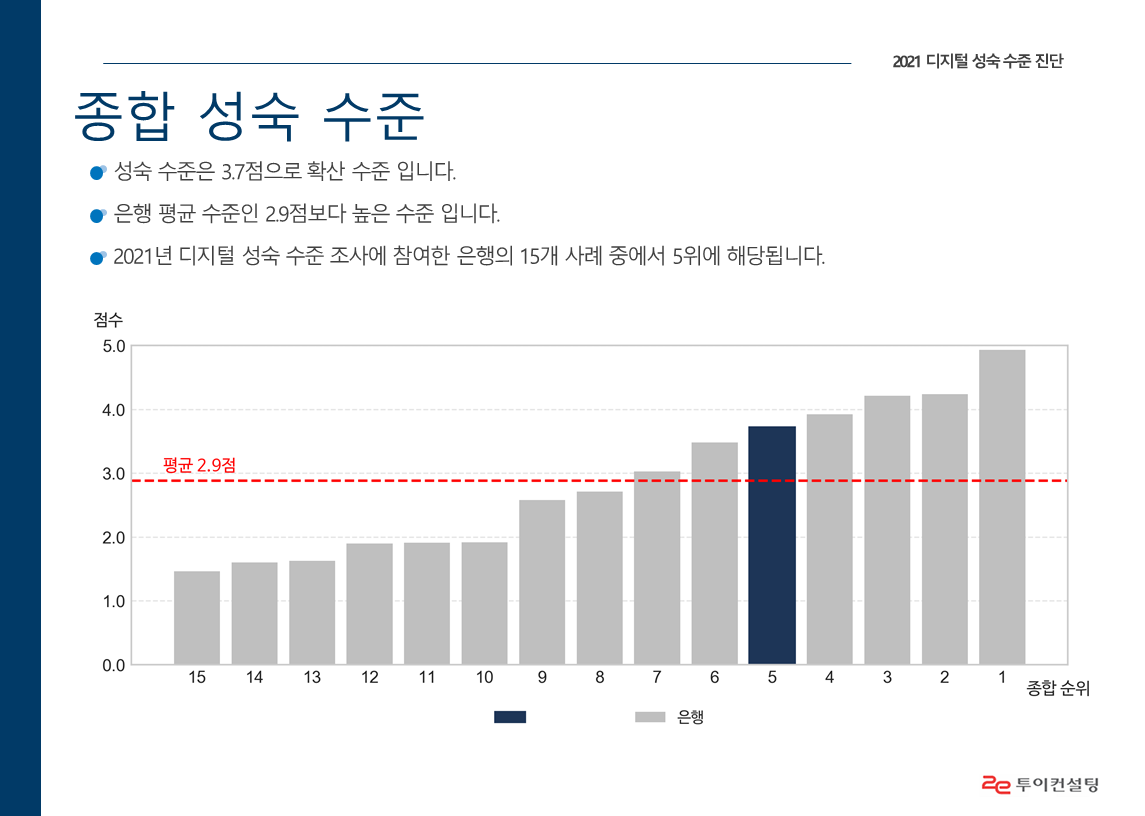 2021 디지털 성숙 수준 진단
종합 성숙 수준
성숙 수준은 3.7점으로 확산 수준 입니다.
은행 평균 수준인 2.9점보다 높은 수준 입니다.
2021년 디지털 성숙 수준 조사에 참여한 은행의 15개 사례 중에서 5위에 해당됩니다.
점수
5.0
4.0
평균 2.9점
3.0
2.0
1.0
0.0
15 14 13 12 11 10 9 8 7 6 5 4 3 2 1
종합 순위
은행
2e 투이컨설팅